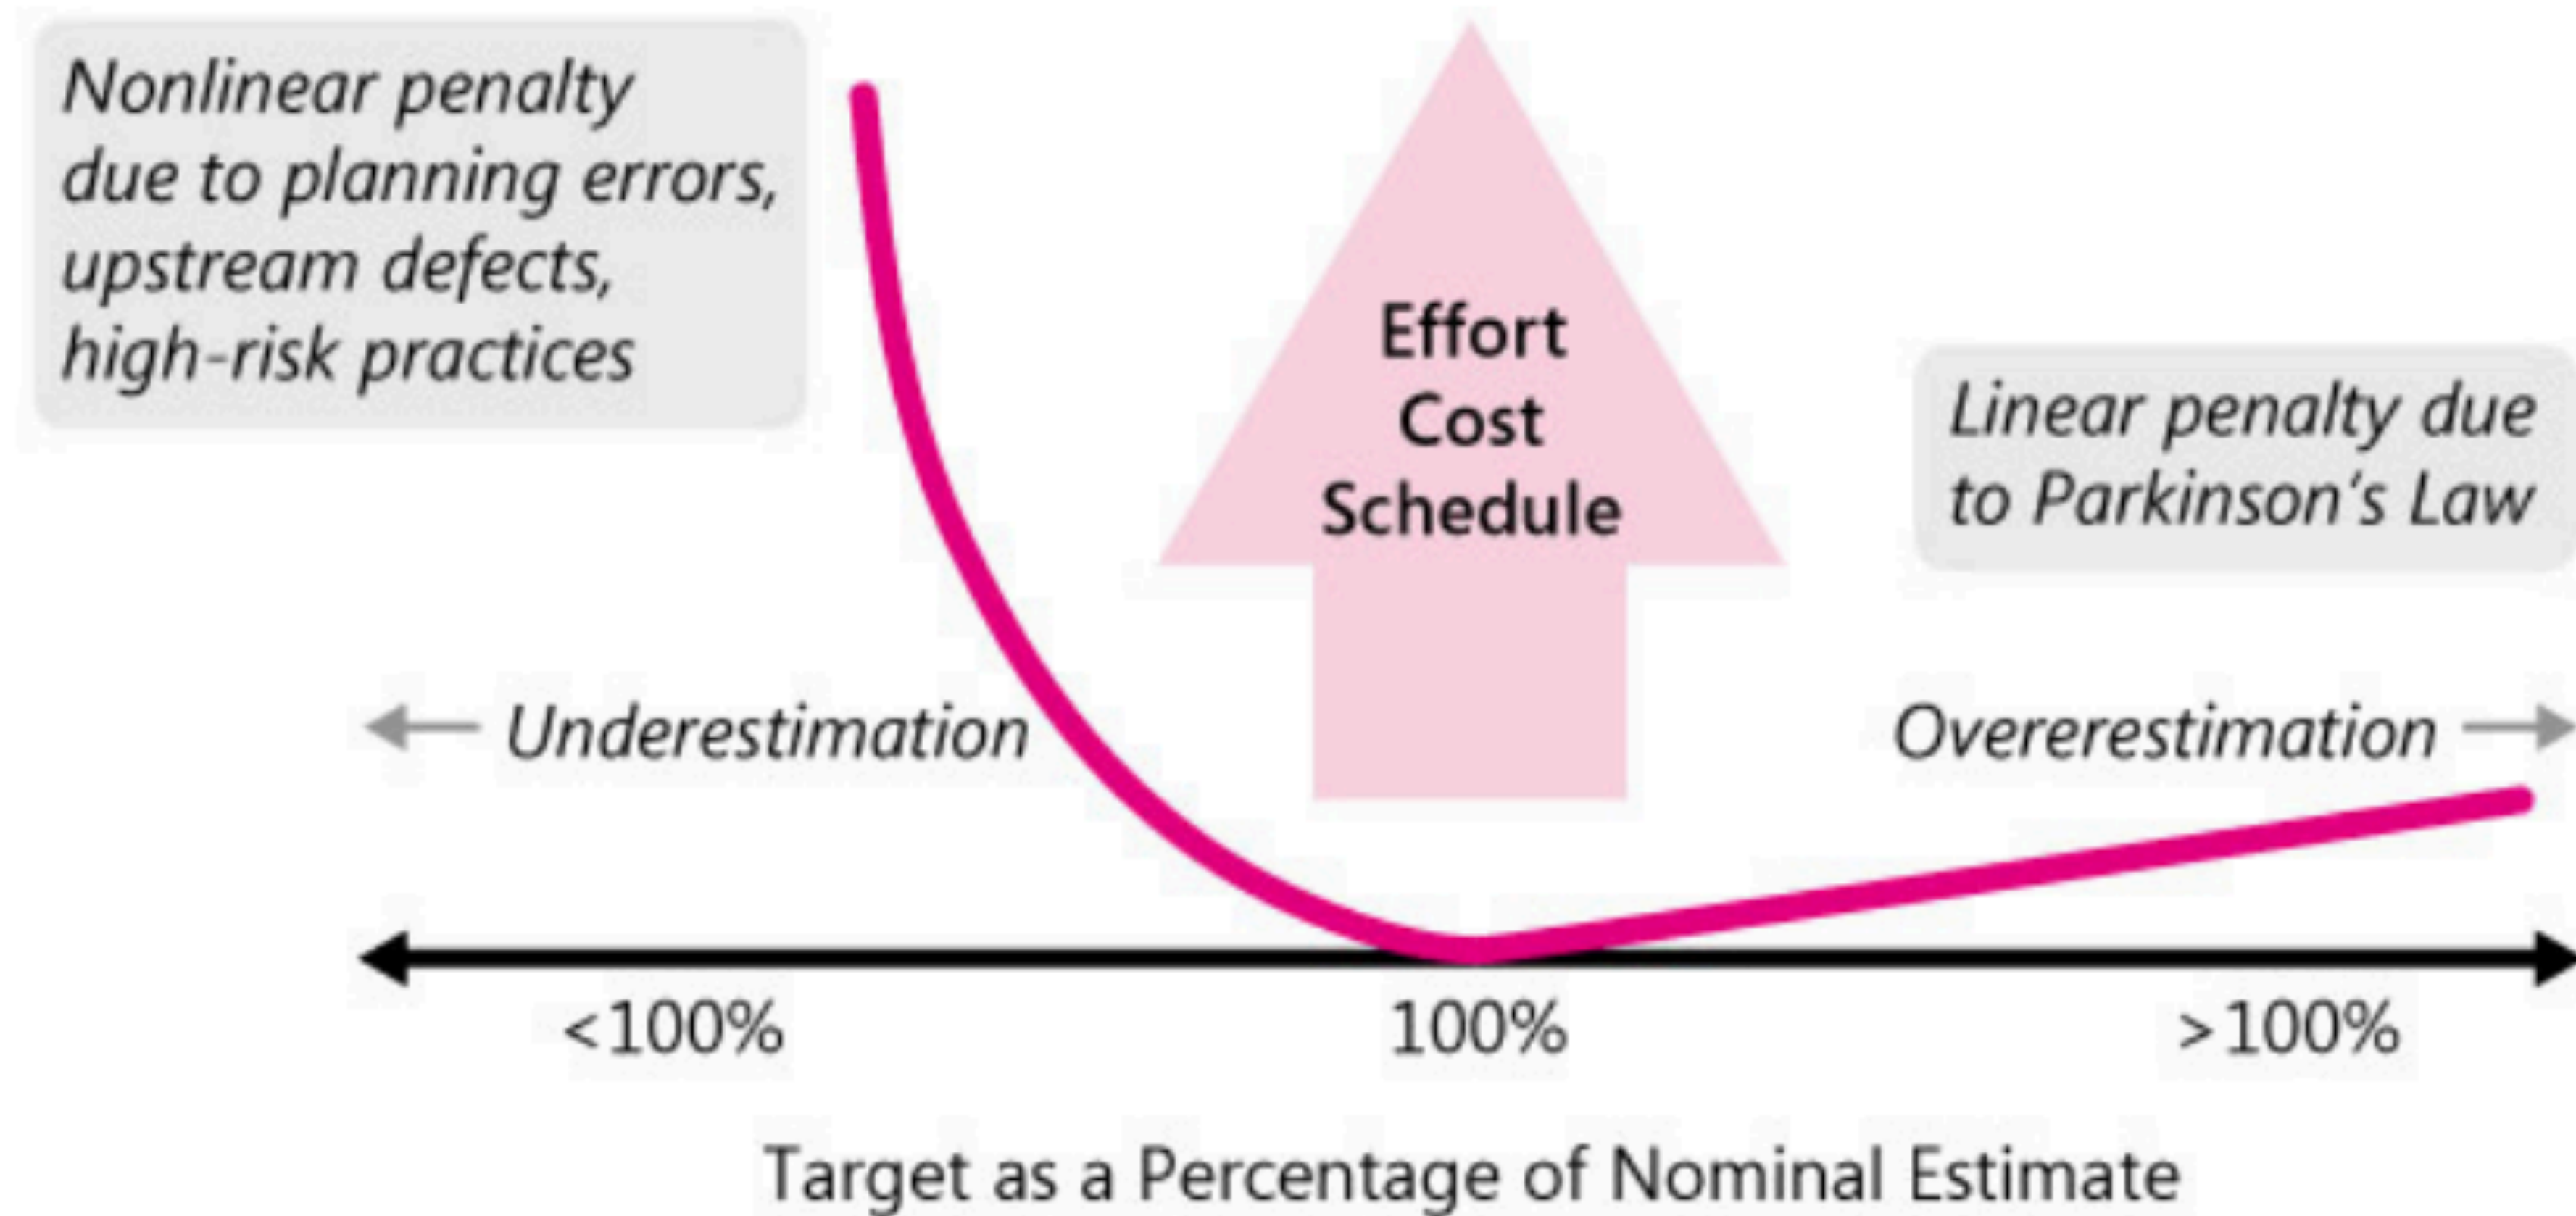 Nonlinear penalty
due to planning errors,
upstream defects,
high-risk practices
Effort
Cost
Schedule
Linear penalty due
to Parkinson's Law
Underestimation
Overerestimation
<100%
100%
>100%
Target as a Percentage of Nominal Estimate